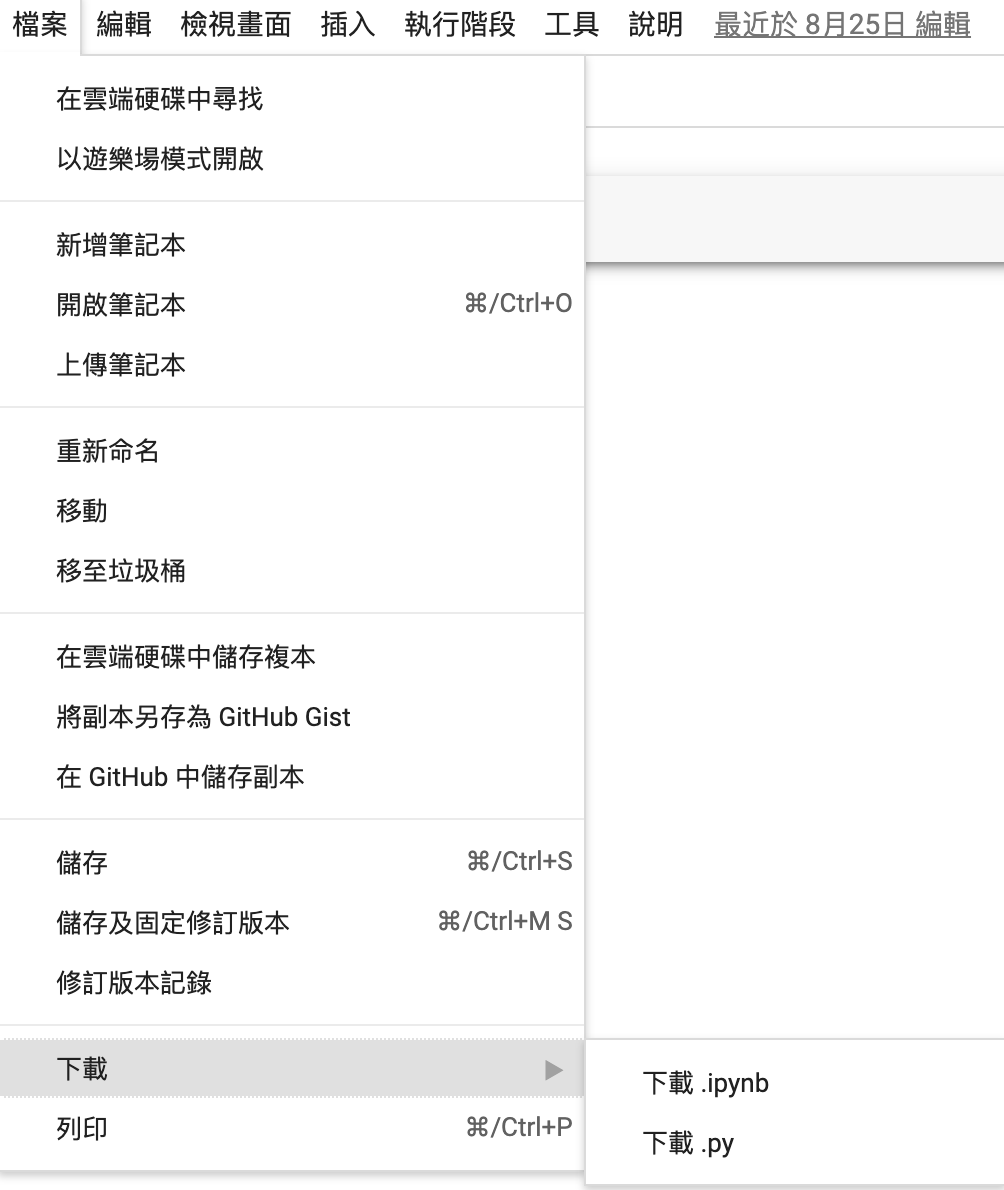 檔案 編輯 檢視畫面 插入 執行階段 工具 說明 最近於 8月25日 編輯
在雲端硬碟中尋找
以遊樂場模式開啟
新增筆記本
開啟筆記本 ⌘/Ctrl+O
上傳筆記本
重新命名
移動
移至垃圾桶
在雲端硬碟中儲存複本
將副本另存為 GitHub Gist
在 GitHub 中儲存副本
儲存 ⌘/Ctrl+S
儲存及固定修訂版本 ⌘/Ctrl+M S
修訂版本記錄
下載 ▶
下載 .ipynb
列印 ⌘/Ctrl+P
下載 .py